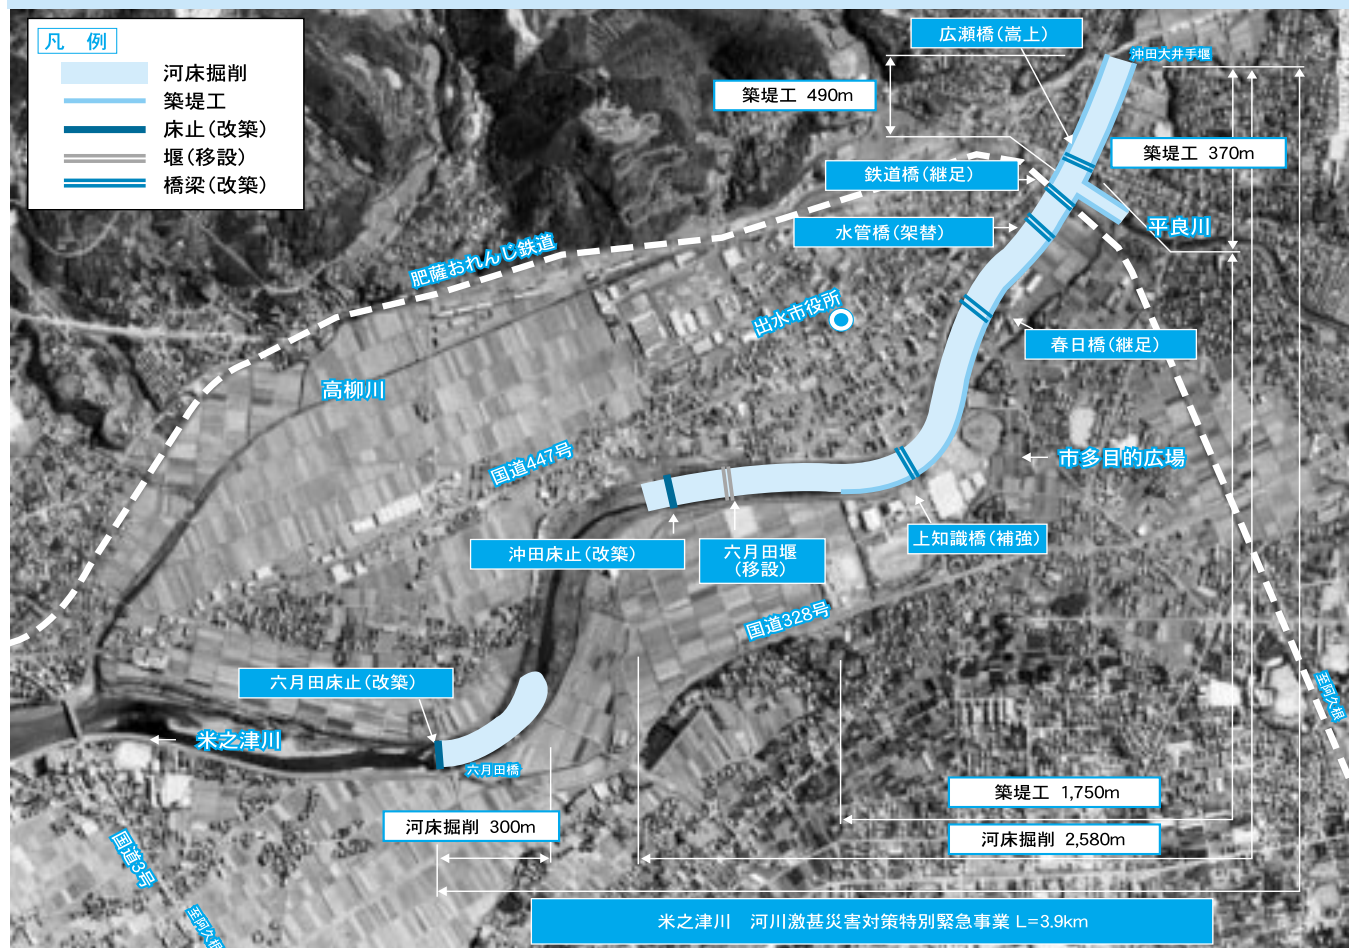 凡 例
河床掘削
築堤工
床止(改築)
堰(移設)
橋梁(改築)
広瀬橋(嵩上)
沖田大井手堰
築堤工 490m
築堤工 370m
鉄道橋(継足)
水管橋(架替)
平良川
肥薩おれんじ鉄道
出水市役所
春日橋(継足)
高柳川
国道447号
市多目的広場
上知識橋(補強)
沖田床止(改築)
六月田堰
(移設)
国道328号
六月田床止(改築)
至阿久根
米之津川
六月田橋
築堤工 1,750m
河床掘削 300m
河床掘削 2,580m
国道3号
至阿久根
米之津川 河川激甚災害対策特別緊急事業 L=3.9km